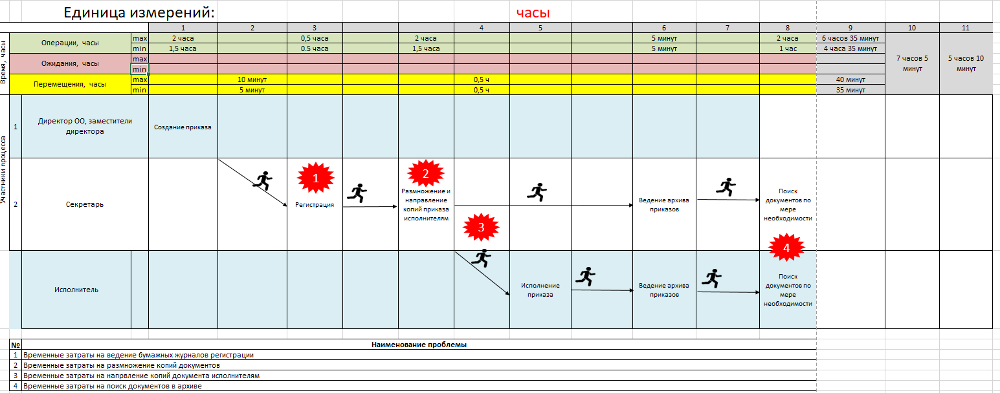 Единица измерений: часы
1 2 3 4 5 6 7 8 9 10 11
Время, часы
Операции, часы max 2 часа 0,5 часа 2 часа 5 минут 2 часа 6 часов 35 минут
min 1,5 часа 0.5 часа 1,5 часа 5 минут 1 час 4 часа 35 минут
Ожидания, часы max
min
7 часов 5
минут
5 часов 10
минут
Перемещения, часы max 10 минут 0,5 ч 40 минут
min 5 минут 0,5 ч 35 минут
Участники процесса
1
Директор ОО, заместители
директора
Создание приказа
2
Секретарь
1
Регистрация
2
Размножение и
направление
копий приказа
исполнителям
3
Ведение архива
приказов
Поиск
документов по
мере
необходимости
4
Исполнитель
Исполнение
приказа
Ведение архива
приказов
Поиск
документов по
мере
необходимости
№ Наименование проблемы
1 Временные затраты на ведение бумажных журналов регистрации
2 Временные затраты на размножение копий документов
3 Временные затраты на напрвление копий документа исполнителям
4 Временные затраты на поиск документов в архиве